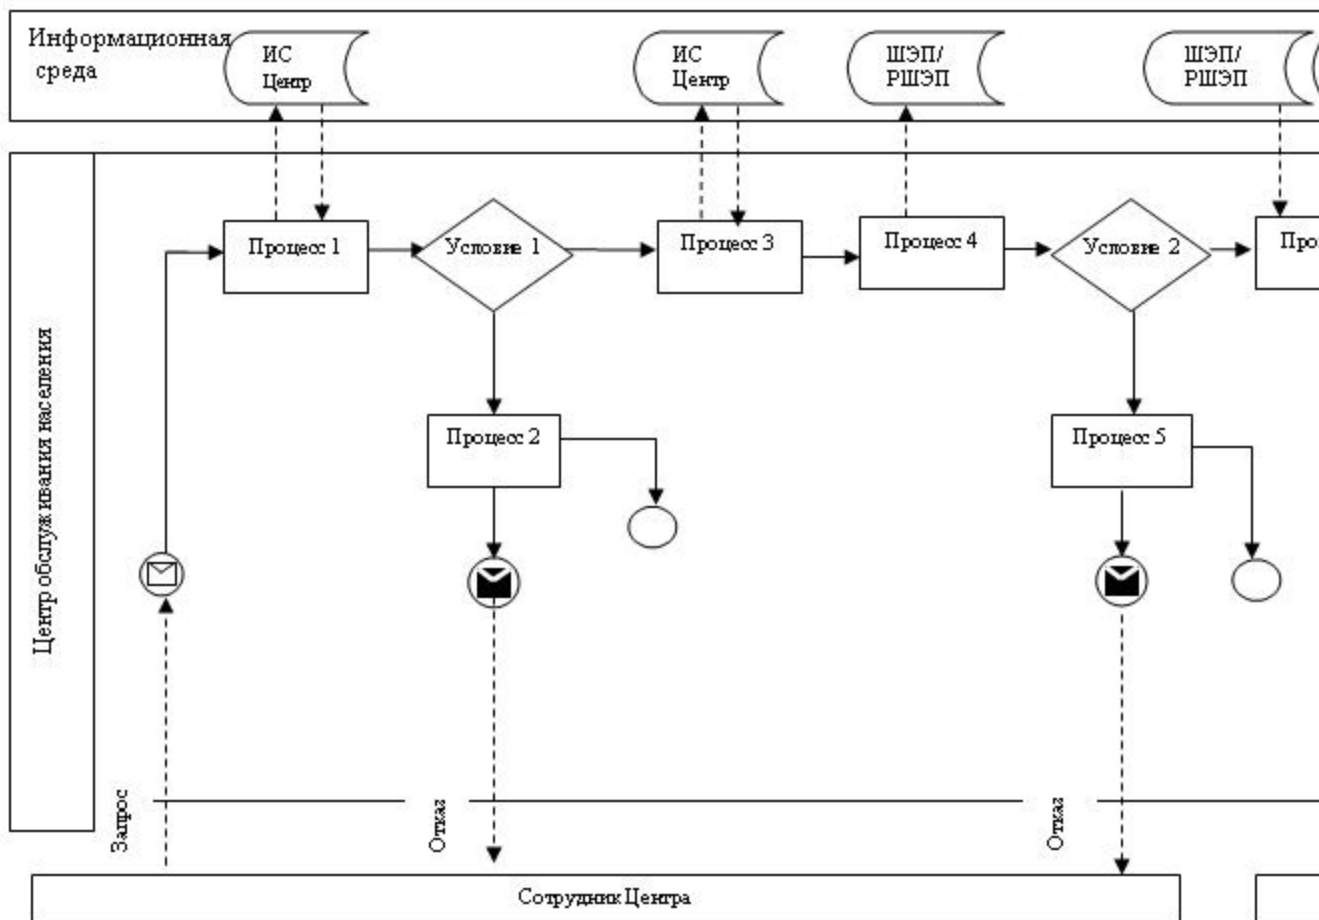 Информационная
среда
ИС
Центр
ИС
Центр
ШЭП/
РШЭП
ШЭП/
РШЭП
Процесс 1
Условие 1
Процесс 3
Процесс 4
Условие 2
Процесс 2
Процесс 5
Центр обслуживания населения
Запрос
Отказ
Отказ
Сотрудник Центра